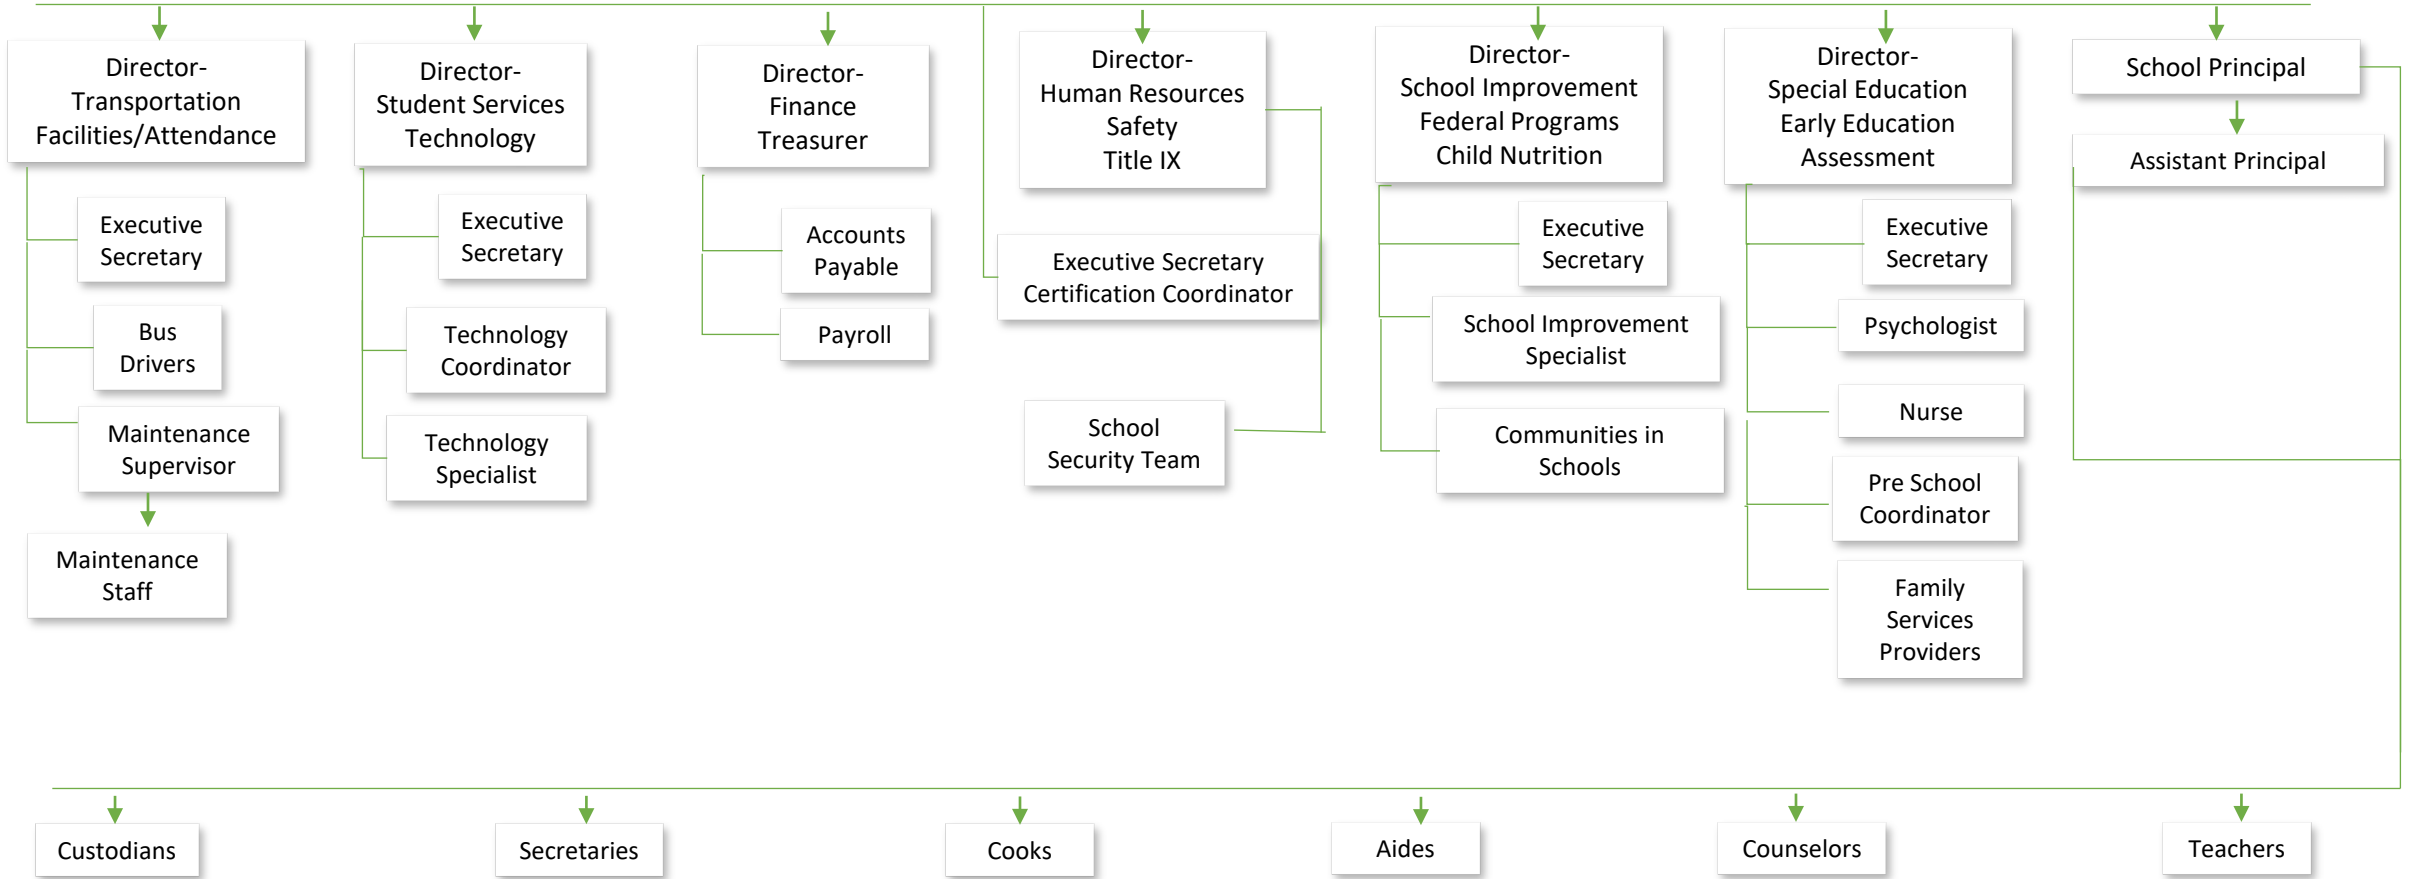 Director-
Transportation
Facilities/Attendance
Executive
Secretary
Bus
Drivers
Maintenance
Supervisor
Maintenance
Staff
Director-
Student Services
Technology
Executive
Secretary
Technology
Coordinator
Technology
Specialist
Director-
Finance
Treasurer
Accounts
Payable
Payroll
Director-
Human Resources
Safety
Title IX
Executive Secretary
Certification Coordinator
School
Security Team
Director-
School Improvement
Federal Programs
Child Nutrition
Executive
Secretary
School Improvement
Specialist
Communities in
Schools
Director-
Special Education
Early Education
Assessment
Executive
Secretary
Psychologist
Nurse
Pre School
Coordinator
Family
Services
Providers
School Principal
Assistant Principal
Custodians
Secretaries
Cooks
Aides
Counselors
Teachers